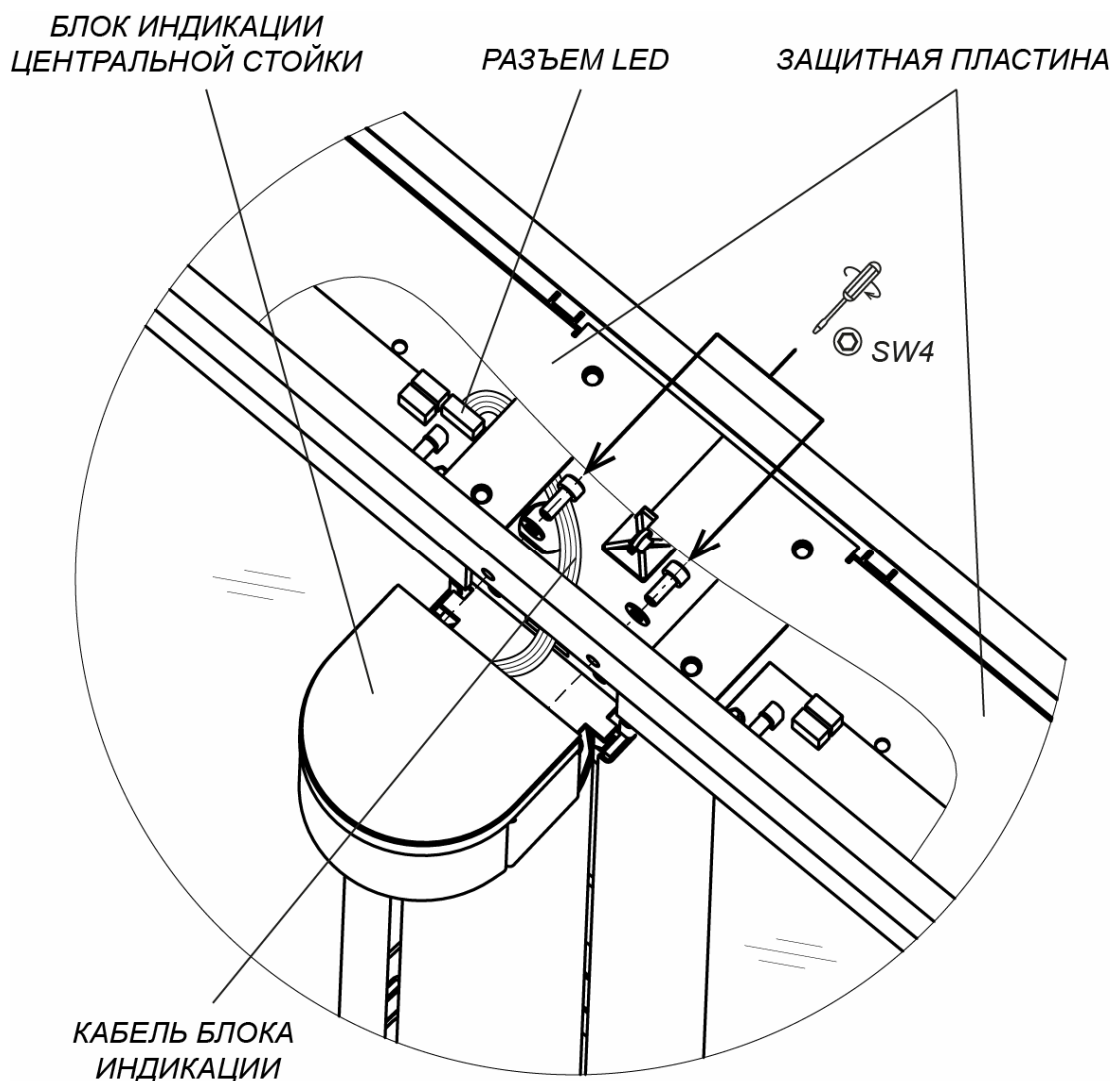 БЛОК ИНДИКАЦИИ
ЦЕНТРАЛЬНОЙ СТОЙКИ
РАЗЪЕМ LED
ЗАЩИТНАЯ ПЛАСТИНА
SW4
КАБЕЛЬ БЛОКА
ИНДИКАЦИИ